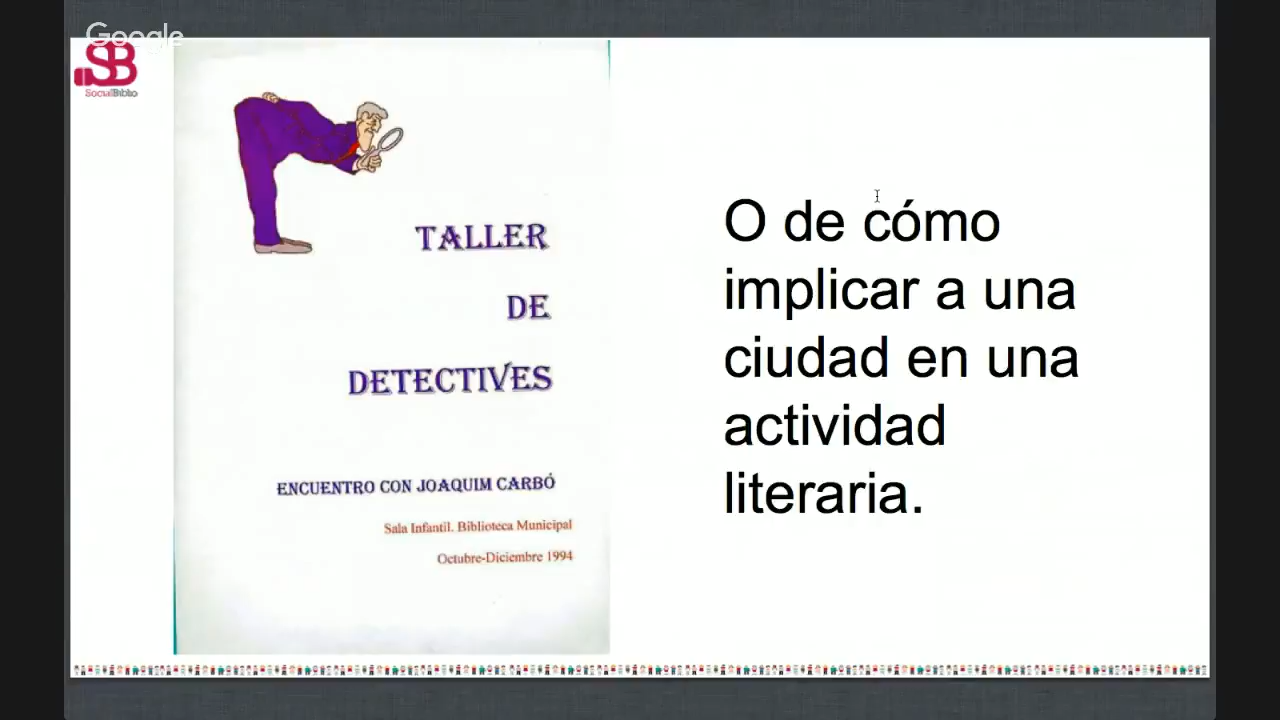 Google
SB
SocialBiblio
TALLER
DE
DETECTIVES
ENCUENTRO CON JOAQUIM CARBÓ
Sala Infantil. Biblioteca Municipal
Octubre-Diciembre 1994
O de cómo
implicar a una
ciudad en una
actividad
literaria.